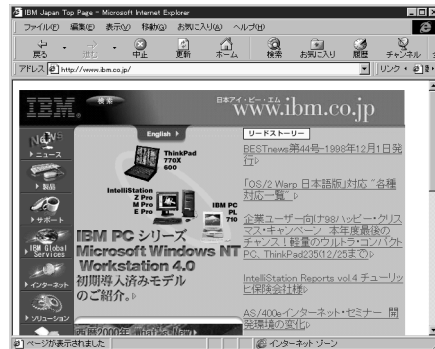 IBM Japan Top Page - Microsoft Internet Explorer
ファイル(F) 編集(E) 表示(V) 移動(G) お気に入り(A) ヘルプ(H)
戻る 進む 中止 更新 ホーム 検索 お気に入り 履歴 チャンネル
アドレス http://www.ibm.co.jp/ リンク
IBM
検索
日本アイ・ビー・エム
www.ibm.co.jp
News
ニュース
製品
サポート
IBM Global Services
インターネット
ソリューション
English
ThinkPad
770X
600
IntelliStation
Z Pro
M Pro
E Pro
IBM PC
PL
IBM PC シリーズ
Microsoft Windows NT
Workstation 4.0
初期導入済みモデル
のご紹介。
西暦2000年 What's New
リードストーリー
BESTnews第44号-1998年12月1日発
行
「OS/2 Warp 日本語版」対応 “各種
対応一覧”
企業ユーザー向け98ハッピー・クリス
マス・キャンペーン 本年度最後の
チャンス！軽量のウルトラ・コンパクト
PC、ThinkPad235(12/25まで)
IntelliStation Reports vol.4 チューリッ
ヒ保険会社様
AS/400eインターネット・セミナー 開
発環境の変化
ページが表示されました
インターネット ゾーン